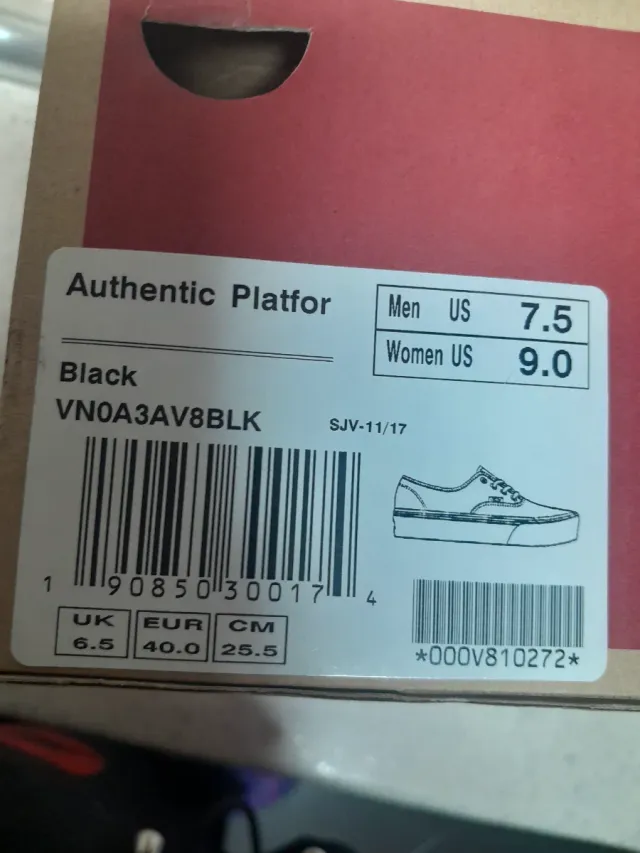 Authentic Platfor
Men US 7.5
Women US 9.0
Black
VN0A3AV8BLK
SJV-11/17
1 90850 30017 4
UK EUR CM
6.5 40.0 25.5
*000V810272*